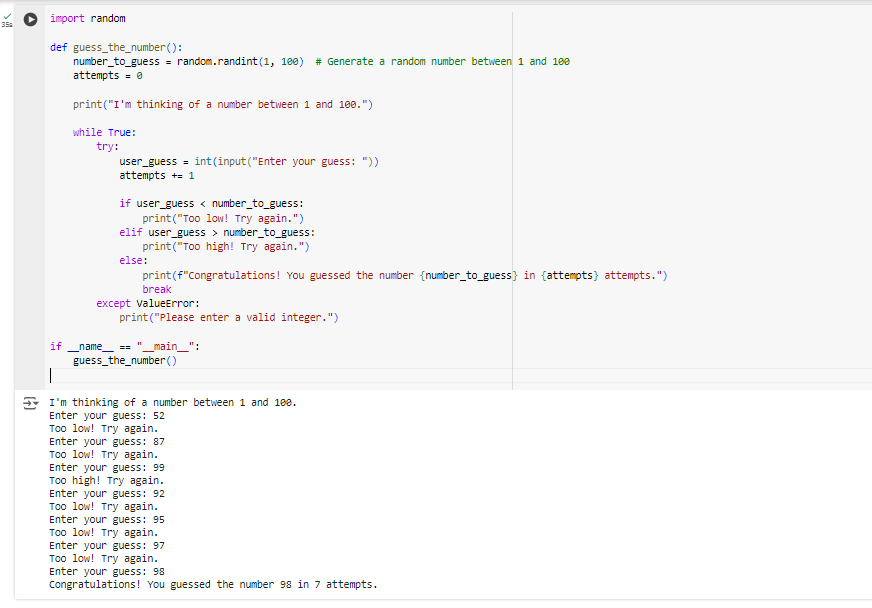 import random
def guess_the_number():
number_to_guess = random.randint(1, 100)  # Generate a random number between 1 and 100
attempts = 0
print("I'm thinking of a number between 1 and 100.")
while True:
try:
user_guess = int(input("Enter your guess: "))
attempts += 1
if user_guess < number_to_guess:
print("Too low! Try again.")
elif user_guess > number_to_guess:
print("Too high! Try again.")
else:
print(f"Congratulations! You guessed the number {number_to_guess} in {attempts} attempts.")
break
except ValueError:
print("Please enter a valid integer.")
if __name__ == "__main__":
guess_the_number()
35s
I'm thinking of a number between 1 and 100.
Enter your guess: 52
Too low! Try again.
Enter your guess: 87
Too low! Try again.
Enter your guess: 99
Too high! Try again.
Enter your guess: 92
Too low! Try again.
Enter your guess: 95
Too low! Try again.
Enter your guess: 97
Too low! Try again.
Enter your guess: 98
Congratulations! You guessed the number 98 in 7 attempts.